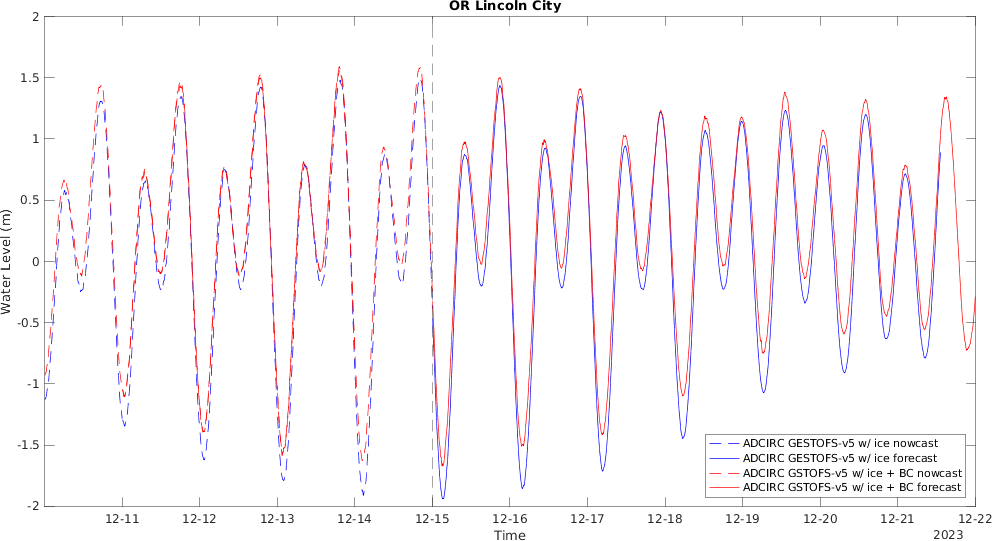 OR Lincoln City
2
1.5
1
0.5
0
-0.5
-1
-1.5
-2
Water Level (m)
ADCIRC GESTOFS-v5 w/ ice nowcast
ADCIRC GESTOFS-v5 w/ ice forecast
ADCIRC GSTOFS-v5 w/ ice + BC nowcast
ADCIRC GSTOFS-v5 w/ ice + BC forecast
12-11 12-12 12-13 12-14 12-15 12-16 12-17 12-18 12-19 12-20 12-21 12-22
Time
2023